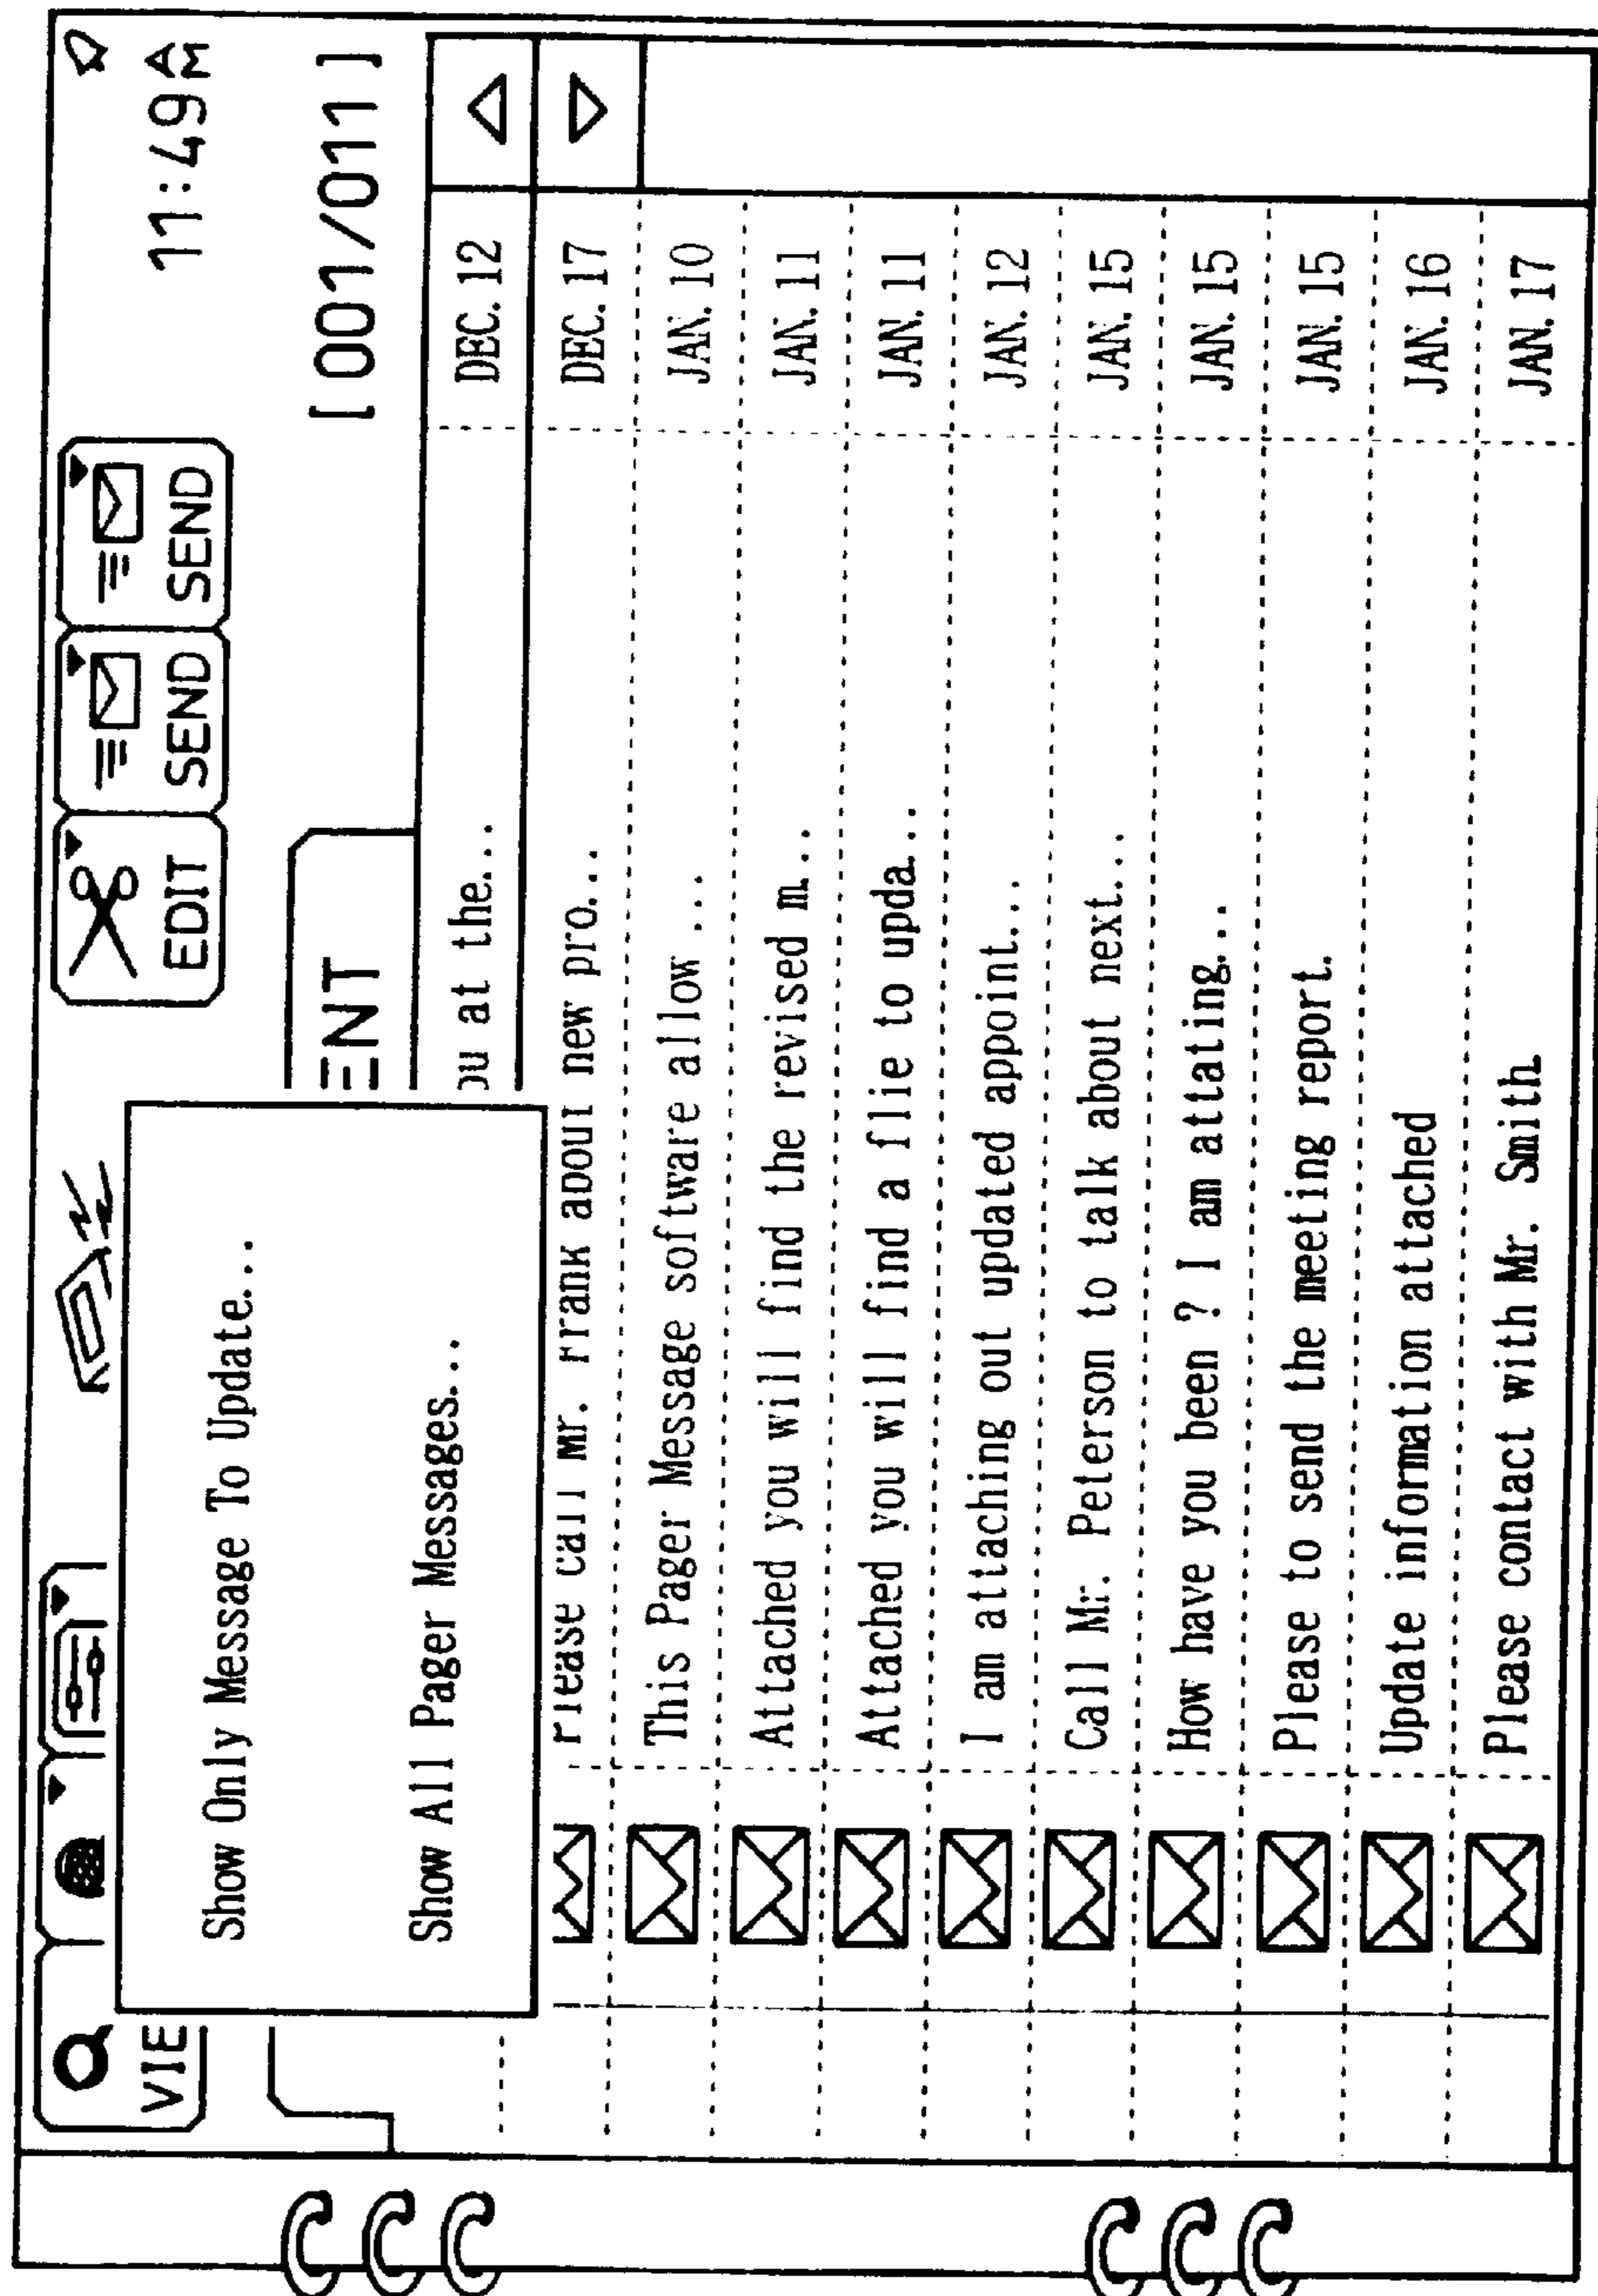 11:49 AM
VIE
EDIT
SEND
SEND
Show Only Message To Update...
Show All Pager Messages...
ENT
[001/011]
ou at the... DEC. 12
Please call Mr. Frank about new pro... DEC. 17
This Pager Message software allow... JAN. 10
Attached you will find the revised m... JAN. 11
Attached you will find a flie to upda... JAN. 11
I am attaching out updated appoint... JAN. 12
Call Mr. Peterson to talk about next... JAN. 15
How have you been ? I am attating... JAN. 15
Please to send the meeting report. JAN. 15
Update information attached JAN. 16
Please contact with Mr. Smith. JAN. 17